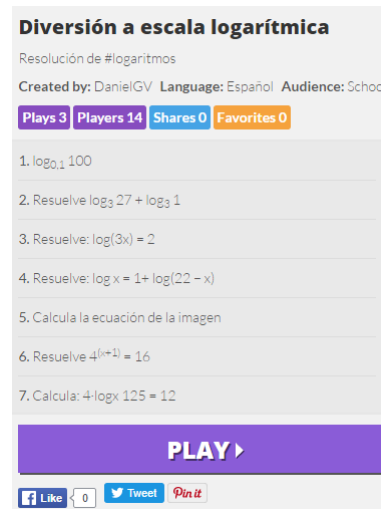 Diversión a escala logarítmica
Resolución de #logaritmos
Created by: DanielGV Language: Español Audience: Schoo
Plays 3 Players 14 Shares 0 Favorites 0
1. log₀,₁ 100
2. Resuelve log₃ 27 + log₃ 1
3. Resuelve: log(3x) = 2
4. Resuelve: log x = 1+ log(22 − x)
5. Calcula la ecuación de la imagen
6. Resuelve 4⁽ˣ⁺¹⁾ = 16
7. Calcula: 4·logx 125 = 12
PLAY
Like 0 Tweet Pin it